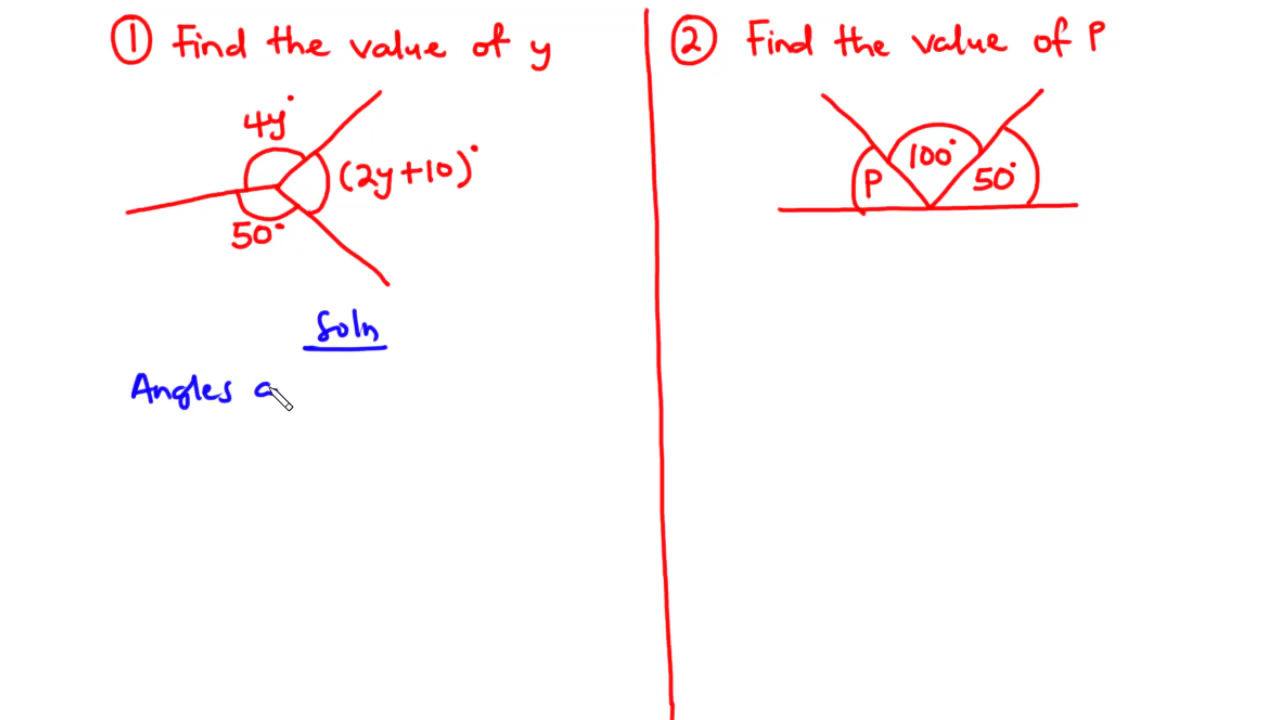 ① Find the value of y
4y°
(2y+10)°
50°
Soln
Angles a
② Find the value of P
100°
P
50°